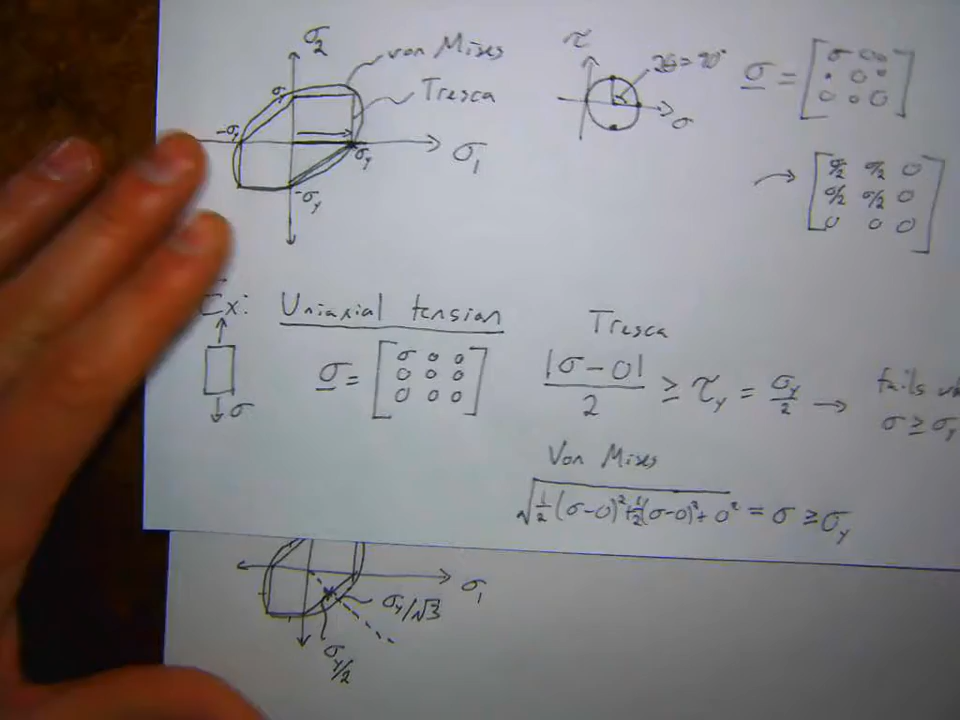 σ₂
von Mises
Tresca
σy
-σy
σy
σ₁
-σy
τ
2θ=90°
σ
σ = [σ 0 0
0 0 0
0 0 0]
→ [σ/2 σ/2 0
σ/2 σ/2 0
0 0 0]
Ex: Uniaxial tension
σ
σ = [σ 0 0
0 0 0
0 0 0]
Tresca
|σ-0|/2 ≥ τy = σy/2 → fails
σ ≥ σy
Von Mises
√(½(σ-0)²+½(σ-0)²+0²) = σ ≥ σy
σ₁
σy/√3
σy/2